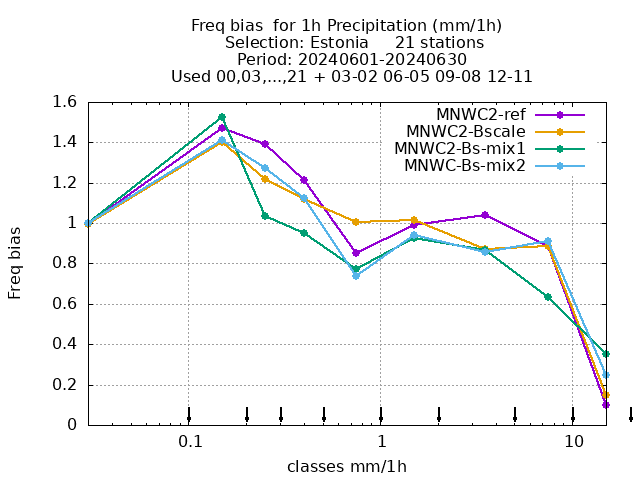 Freq bias  for 1h Precipitation (mm/1h)
Selection: Estonia     21 stations
Period: 20240601-20240630
Used 00,03,...,21 + 03-02 06-05 09-08 12-11
MNWC2-ref
MNWC2-Bscale
MNWC2-Bs-mix1
MNWC-Bs-mix2
1.6
1.4
1.2
1
0.8
0.6
0.4
0.2
0
Freq bias
0.1 1 10
classes mm/1h